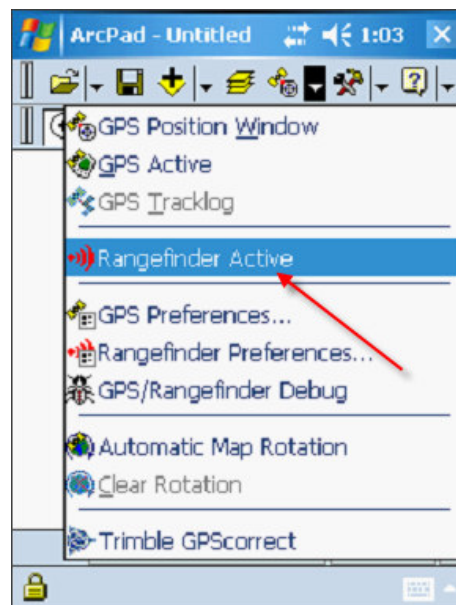 ArcPad - Untitled 1:03
GPS Position Window
GPS Active
GPS Tracklog
Rangefinder Active
GPS Preferences...
Rangefinder Preferences...
GPS/Rangefinder Debug
Automatic Map Rotation
Clear Rotation
Trimble GPScorrect